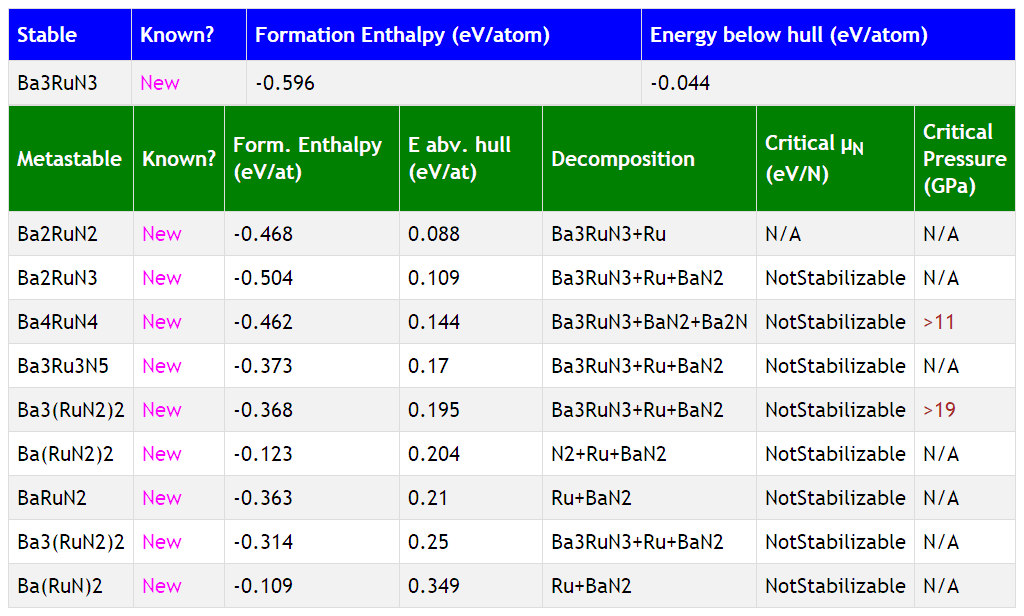 Stable Known? Formation Enthalpy (eV/atom) Energy below hull (eV/atom)
Ba3RuN3 New -0.596 -0.044
Metastable Known? Form. Enthalpy (eV/at) E abv. hull (eV/at) Decomposition Critical μN (eV/N) Critical Pressure (GPa)
Ba2RuN2 New -0.468 0.088 Ba3RuN3+Ru N/A N/A
Ba2RuN3 New -0.504 0.109 Ba3RuN3+Ru+BaN2 NotStabilizable N/A
Ba4RuN4 New -0.462 0.144 Ba3RuN3+BaN2+Ba2N NotStabilizable >11
Ba3Ru3N5 New -0.373 0.17 Ba3RuN3+Ru+BaN2 NotStabilizable N/A
Ba3(RuN2)2 New -0.368 0.195 Ba3RuN3+Ru+BaN2 NotStabilizable >19
Ba(RuN2)2 New -0.123 0.204 N2+Ru+BaN2 NotStabilizable N/A
BaRuN2 New -0.363 0.21 Ru+BaN2 NotStabilizable N/A
Ba3(RuN2)2 New -0.314 0.25 Ba3RuN3+Ru+BaN2 NotStabilizable N/A
Ba(RuN)2 New -0.109 0.349 Ru+BaN2 NotStabilizable N/A